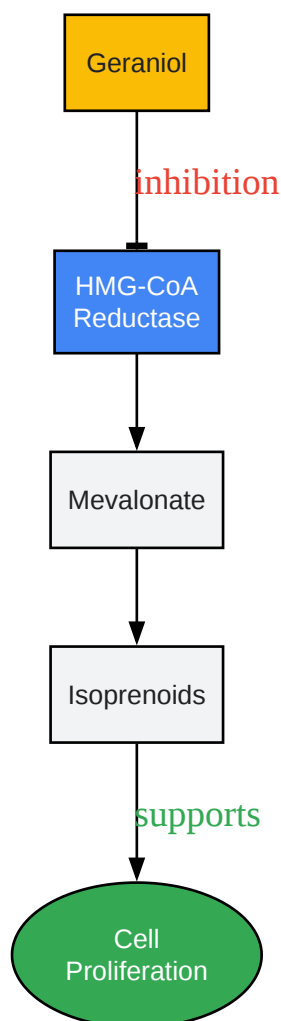 Geraniol
inhibition
HMG-CoA
Reductase
Mevalonate
Isoprenoids
supports
Cell
Proliferation